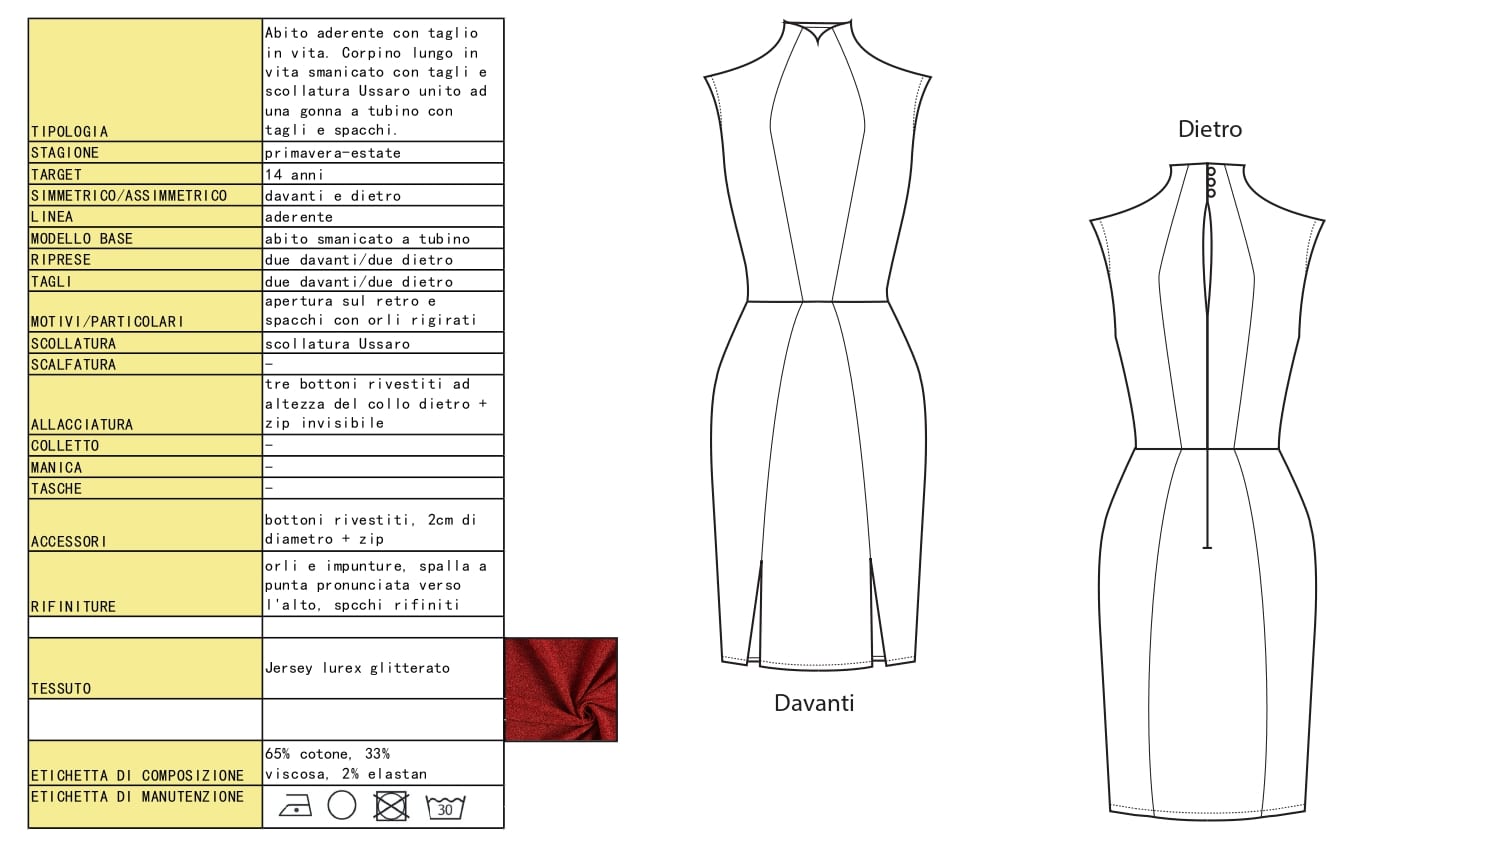 TIPOLOGIA
Abito aderente con taglio
in vita. Corpino lungo in
vita smanicato con tagli e
scollatura Ussaro unito ad
una gonna a tubino con
tagli e spacchi.
STAGIONE
primavera-estate
TARGET
14 anni
SIMMETRICO/ASSIMMETRICO
davanti e dietro
LINEA
aderente
MODELLO BASE
abito smanicato a tubino
RIPRESE
due davanti/due dietro
TAGLI
due davanti/due dietro
MOTIVI/PARTICOLARI
apertura sul retro e
spacchi con orli rigirati
SCOLLATURA
scollatura Ussaro
SCALFATURA
-
ALLACCIATURA
tre bottoni rivestiti ad
altezza del collo dietro +
zip invisibile
COLLETTO
-
MANICA
-
TASCHE
-
ACCESSORI
bottoni rivestiti, 2cm di
diametro + zip
RIFINITURE
orli e impunture, spalla a
punta pronunciata verso
l'alto, spcchi rifiniti
TESSUTO
Jersey lurex glitterato
ETICHETTA DI COMPOSIZIONE
65% cotone, 33%
viscosa, 2% elastan
ETICHETTA DI MANUTENZIONE
30
Davanti
Dietro